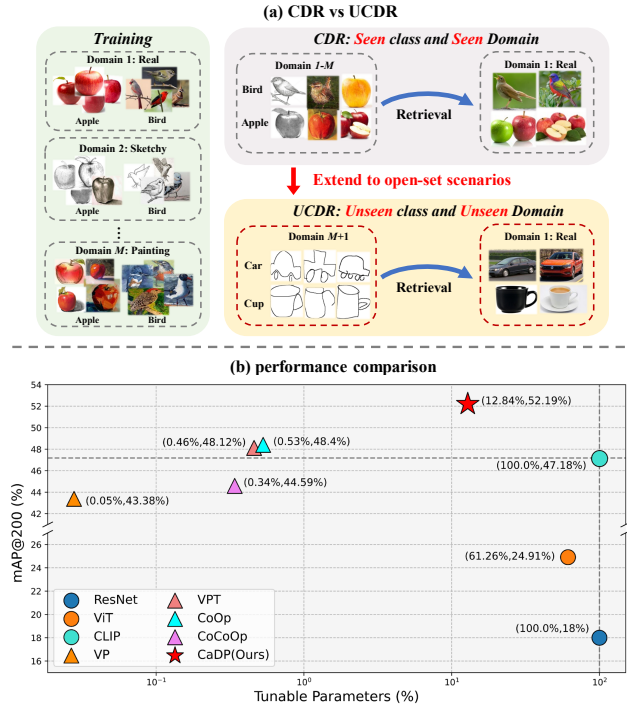 (a) CDR vs UCDR
Training
Domain 1: Real
Apple
Bird
Domain 2: Sketchy
Apple
Bird
⋮
Domain M: Painting
Apple
Bird
CDR: Seen class and Seen Domain
Domain 1-M
Bird
Apple
Retrieval
Domain 1: Real
Extend to open-set scenarios
UCDR: Unseen class and Unseen Domain
Domain M+1
Car
Cup
Retrieval
Domain 1: Real
(b) performance comparison
mAP@200 (%)
54
52
50
48
46
44
42
26
24
22
20
18
16
(12.84%,52.19%)
(0.46%,48.12%)
(0.53%,48.4%)
(100.0%,47.18%)
(0.34%,44.59%)
(0.05%,43.38%)
(61.26%,24.91%)
(100.0%,18%)
ResNet
ViT
CLIP
VP
VPT
CoOp
CoCoOp
CaDP(Ours)
10⁻¹
10⁰
10¹
10²
Tunable Parameters (%)